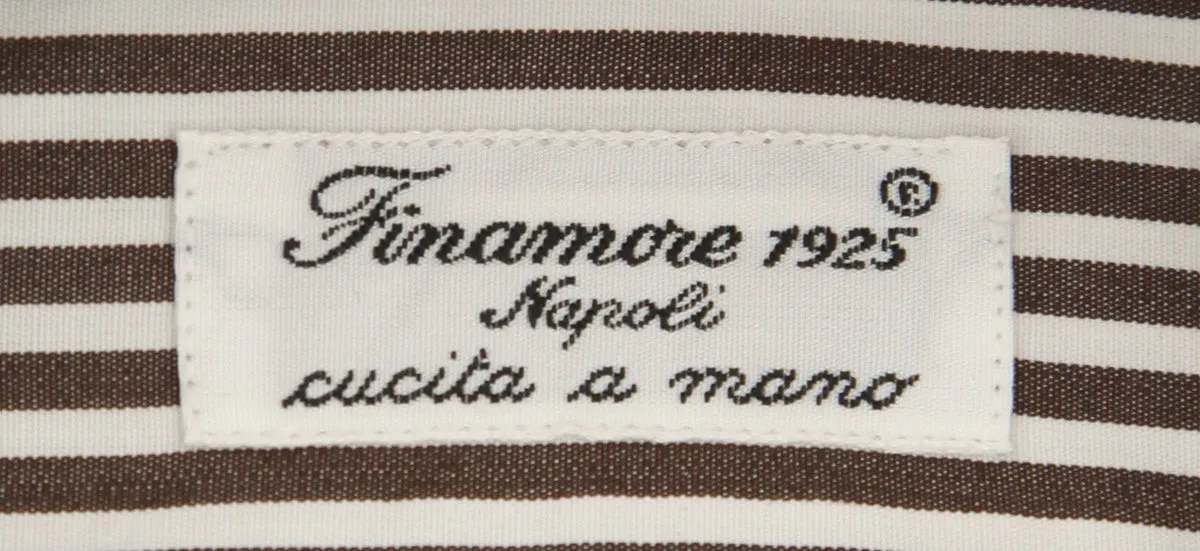 Finamore 1925®
Napoli
cucita a mano